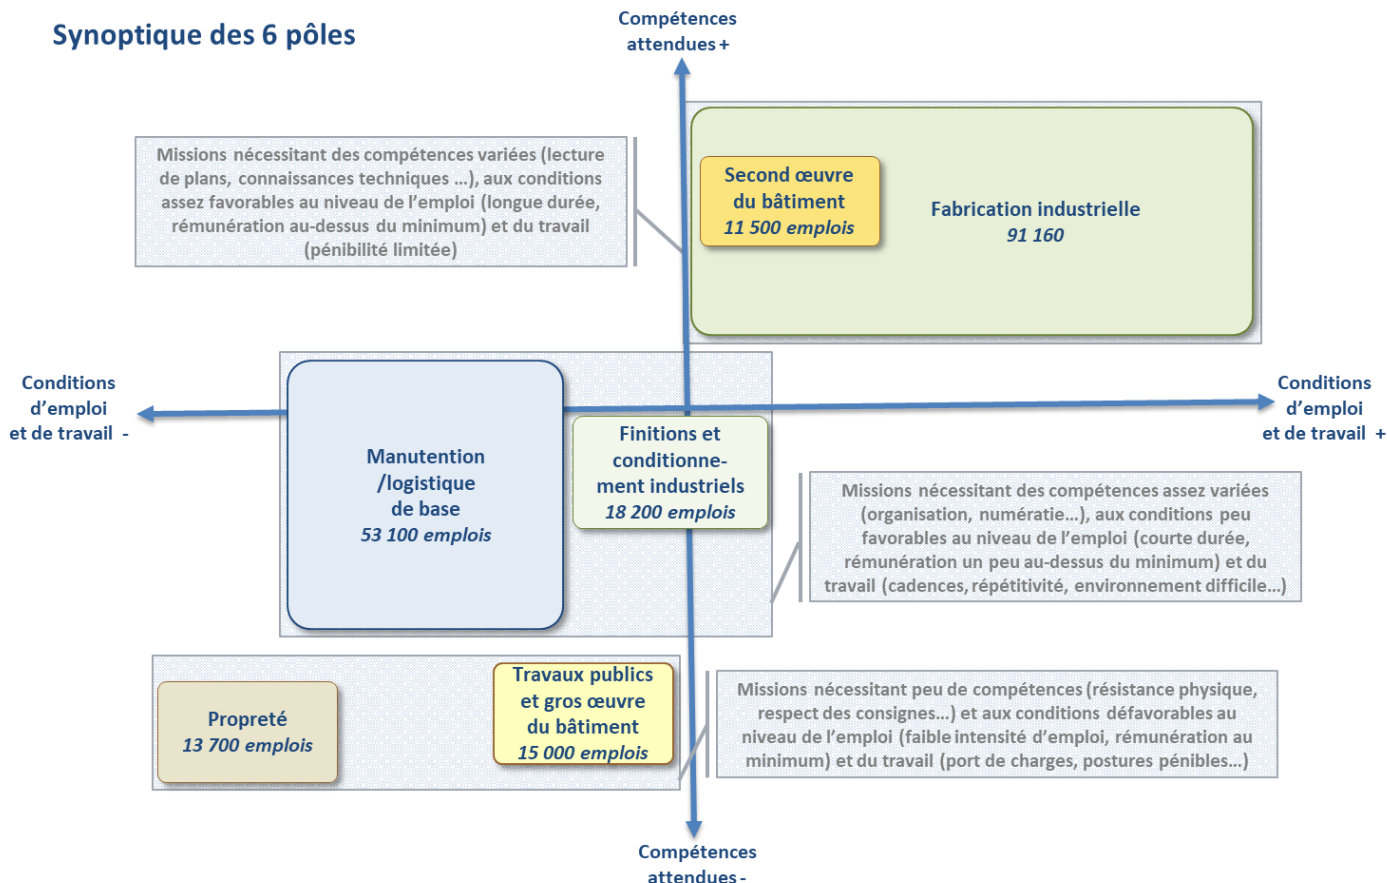 Synoptique des 6 pôles
Compétences
attendues +
Missions nécessitant des compétences variées (lecture
de plans, connaissances techniques …), aux conditions
assez favorables au niveau de l’emploi (longue durée,
rémunération au-dessus du minimum) et du travail
(pénibilité limitée)
Second œuvre
du bâtiment
11 500 emplois
Fabrication industrielle
91 160
Conditions
d’emploi
et de travail -
Conditions
d’emploi
et de travail +
Manutention
/logistique
de base
53 100 emplois
Finitions et
conditionne-
ment industriels
18 200 emplois
Missions nécessitant des compétences assez variées
(organisation, numératie…), aux conditions peu
favorables au niveau de l’emploi (courte durée,
rémunération un peu au-dessus du minimum) et du
travail (cadences, répétitivité, environnement difficile…)
Propreté
13 700 emplois
Travaux publics
et gros œuvre
du bâtiment
15 000 emplois
Missions nécessitant peu de compétences (résistance physique,
respect des consignes…) et aux conditions défavorables au
niveau de l’emploi (faible intensité d’emploi, rémunération au
minimum) et du travail (port de charges, postures pénibles…)
Compétences
attendues -